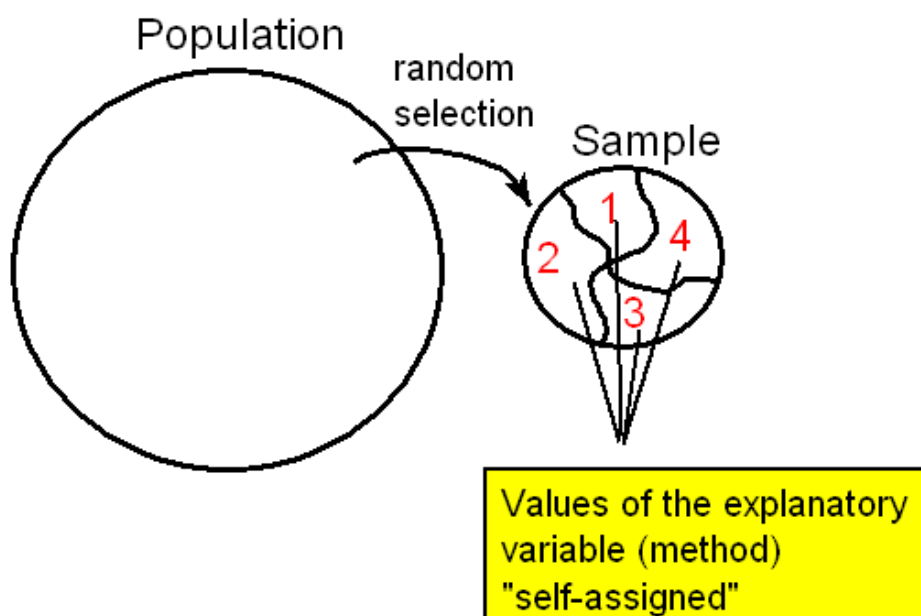 Population
random
selection
Sample
1
2
4
3
Values of the explanatory
variable (method)
"self-assigned"